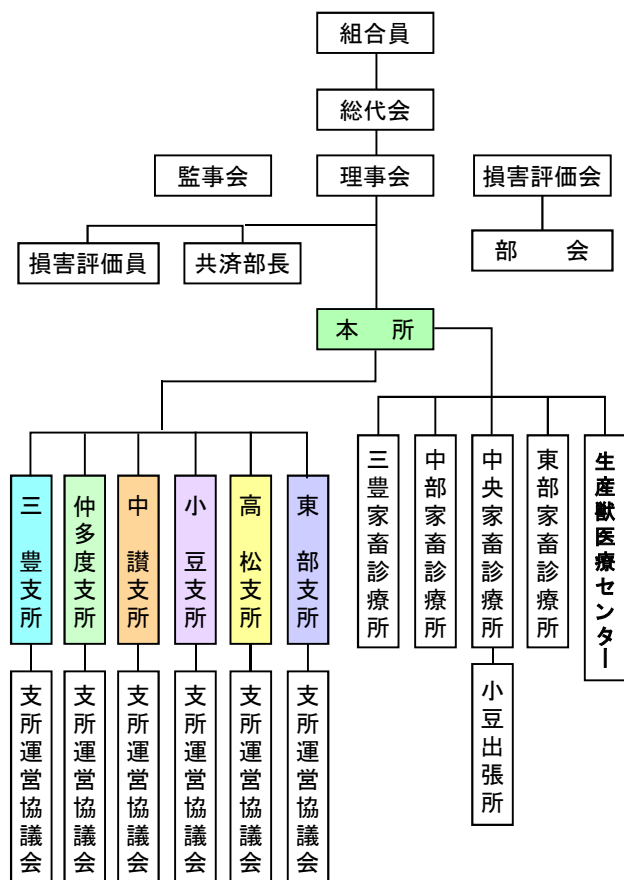 組合員
総代会
監事会
理事会
損害評価会
損害評価員
共済部長
部　会
本　所
三豊支所
仲多度支所
中讃支所
小豆支所
高松支所
東部支所
三豊家畜診療所
中部家畜診療所
中央家畜診療所
東部家畜診療所
生産獣医療センター
小豆出張所
支所運営協議会
支所運営協議会
支所運営協議会
支所運営協議会
支所運営協議会
支所運営協議会